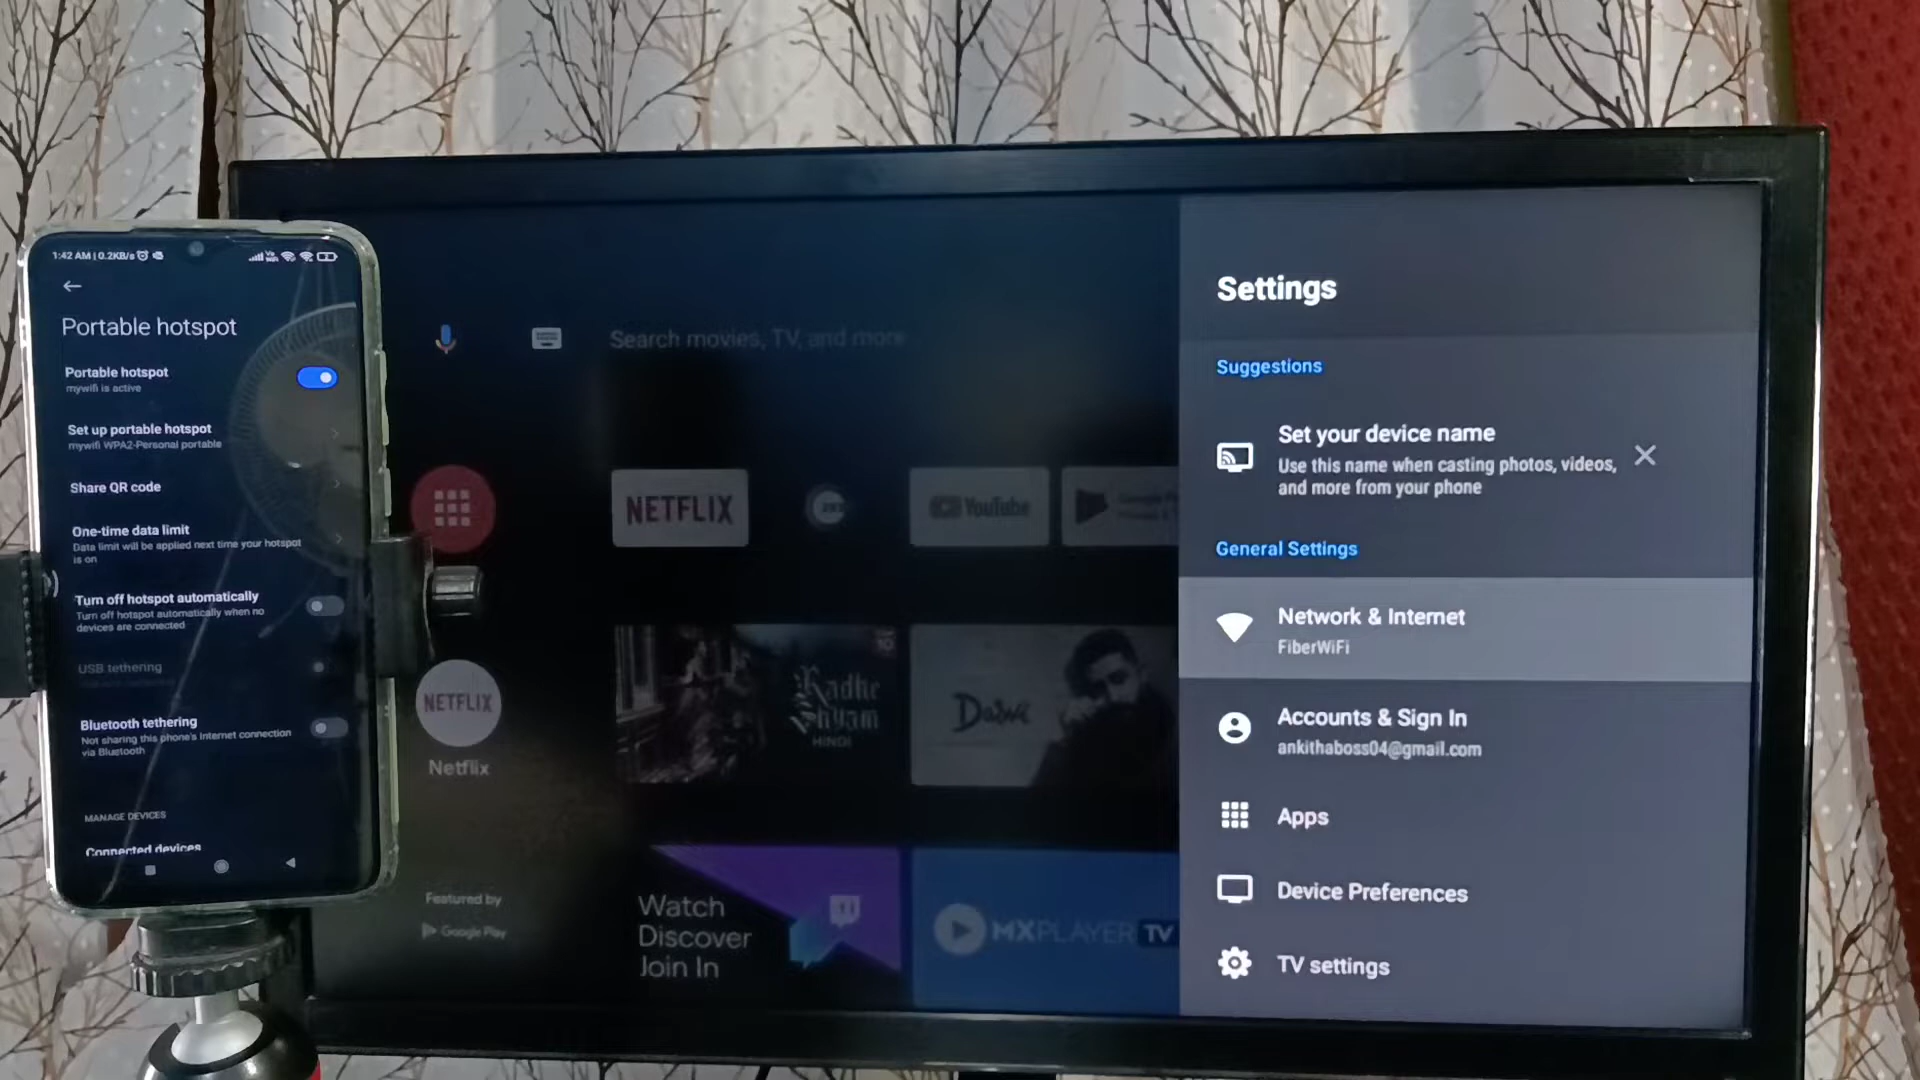 1:42 AM | 0.2KB/s
Portable hotspot
Portable hotspot
mywifi is active
Set up portable hotspot
mywifi WPA2-Personal portable
Share QR code
One-time data limit
Data limit will be applied next time your hotspot
is on
Turn off hotspot automatically
Turn off hotspot automatically when no
devices are connected
USB tethering
Bluetooth tethering
Not sharing this phone's Internet connection
via Bluetooth
MANAGE DEVICES
Connected devices
Search movies, TV, and more
NETFLIX
YouTube
Google Pl
NETFLIX
Netflix
Radhe
Shyam
HINDI
Dasvi
Featured by
Google Play
Watch
Discover
Join In
MXPLAYER TV
Settings
Suggestions
Set your device name
Use this name when casting photos, videos,
and more from your phone
General Settings
Network & Internet
FiberWiFi
Accounts & Sign In
ankithaboss04@gmail.com
Apps
Device Preferences
TV settings